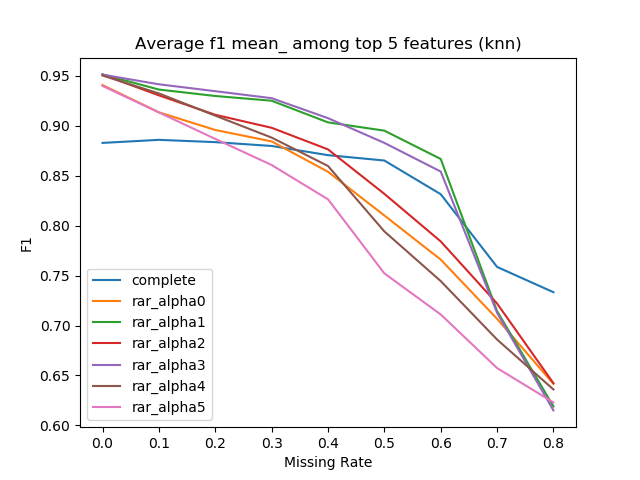 Average f1 mean_ among top 5 features (knn)
0.95
0.90
0.85
0.80
0.75
0.70
0.65
0.60
F1
complete
rar_alpha0
rar_alpha1
rar_alpha2
rar_alpha3
rar_alpha4
rar_alpha5
0.0 0.1 0.2 0.3 0.4 0.5 0.6 0.7 0.8
Missing Rate